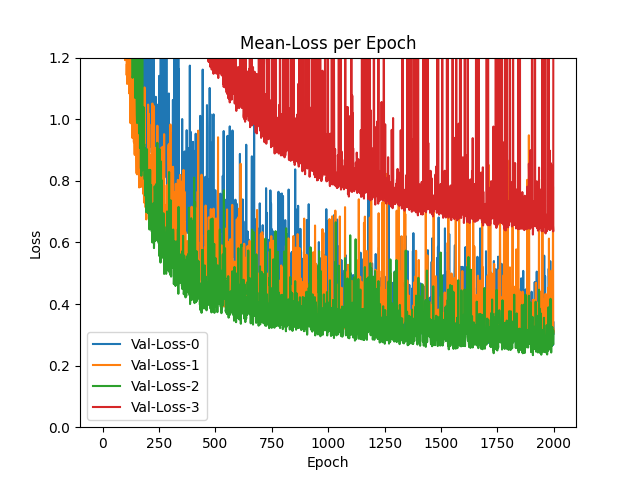 Mean-Loss per Epoch
1.2
1.0
0.8
0.6
0.4
0.2
0.0
Loss
Val-Loss-0
Val-Loss-1
Val-Loss-2
Val-Loss-3
0 250 500 750 1000 1250 1500 1750 2000
Epoch